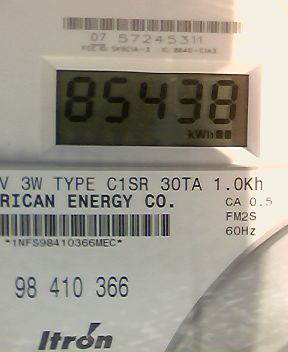 07 57245311
85438
kWh
V 3W TYPE C1SR 30TA 1.0Kh
RICAN ENERGY CO.
CA 0.5
FM2S
60Hz
*1NFS98410366MEC*
98 410 366
Itrón